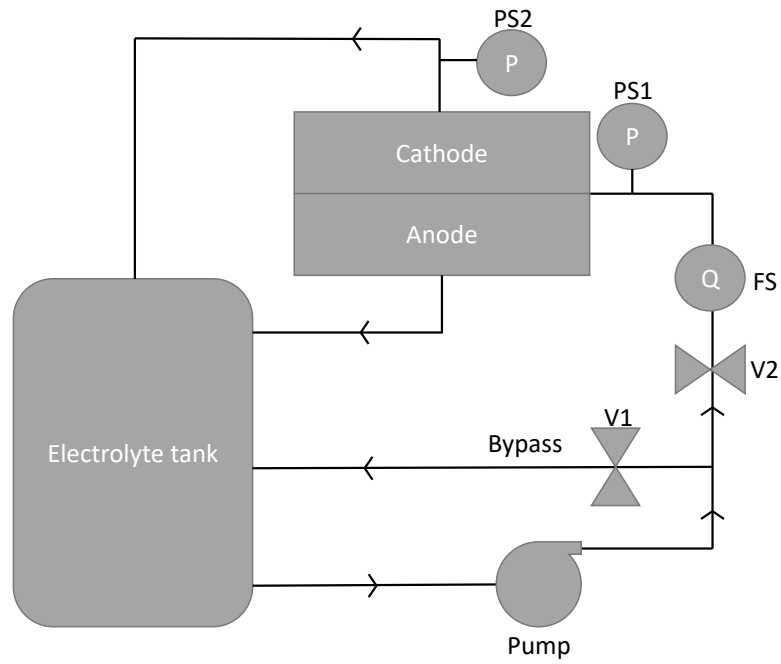 PS2
P
PS1
P
Cathode
Anode
Q
FS
V2
V1
Bypass
Electrolyte tank
Pump